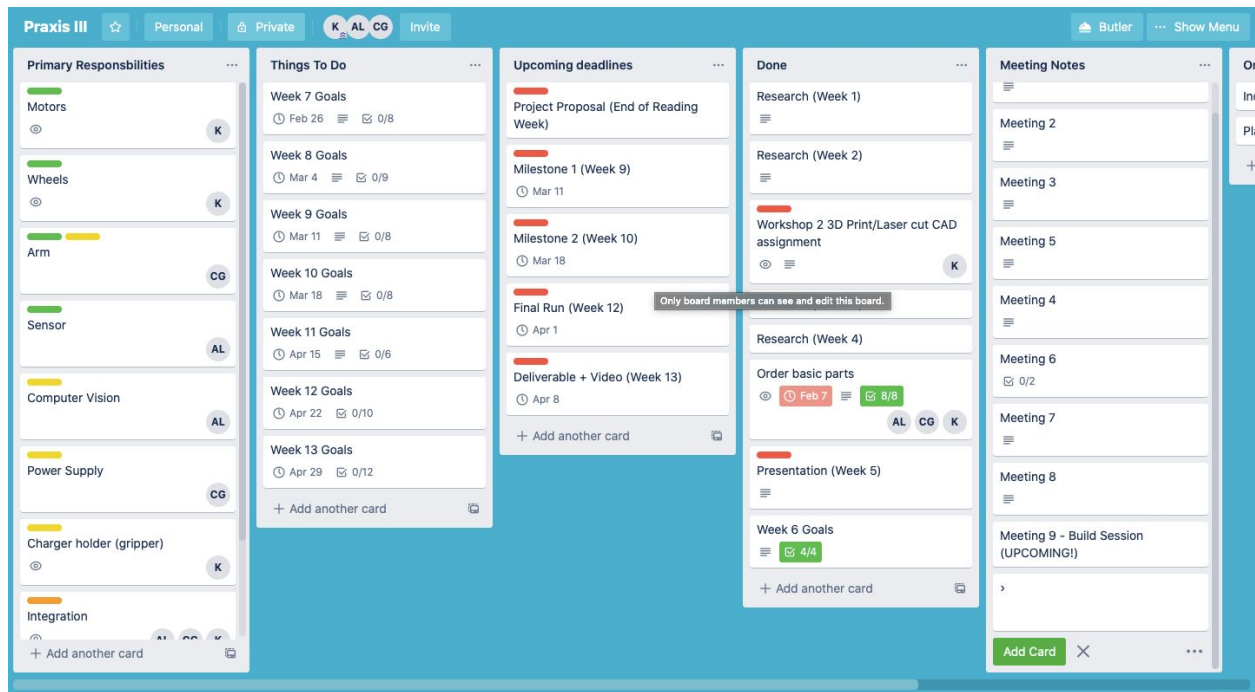 Praxis III
Personal
Private
K AL CG
Invite
Butler
··· Show Menu
Primary Responsbilities
Motors
K
Wheels
K
Arm
CG
Sensor
AL
Computer Vision
AL
Power Supply
CG
Charger holder (gripper)
K
Integration
AL CG K
+ Add another card
Things To Do
Week 7 Goals
Feb 26 0/8
Week 8 Goals
Mar 4 0/9
Week 9 Goals
Mar 11 0/8
Week 10 Goals
Mar 18 0/8
Week 11 Goals
Apr 15 0/6
Week 12 Goals
Apr 22 0/10
Week 13 Goals
Apr 29 0/12
+ Add another card
Upcoming deadlines
Project Proposal (End of Reading
Week)
Milestone 1 (Week 9)
Mar 11
Milestone 2 (Week 10)
Mar 18
Final Run (Week 12)
Apr 1
Deliverable + Video (Week 13)
Apr 8
+ Add another card
Only board members can see and edit this board.
Done
Research (Week 1)
Research (Week 2)
Workshop 2 3D Print/Laser cut CAD
assignment
K
Research (Week 4)
Order basic parts
Feb 7 8/8
AL CG K
Presentation (Week 5)
Week 6 Goals
4/4
+ Add another card
Meeting Notes
Meeting 2
Meeting 3
Meeting 5
Meeting 4
Meeting 6
0/2
Meeting 7
Meeting 8
Meeting 9 - Build Session
(UPCOMING!)
›
Add Card